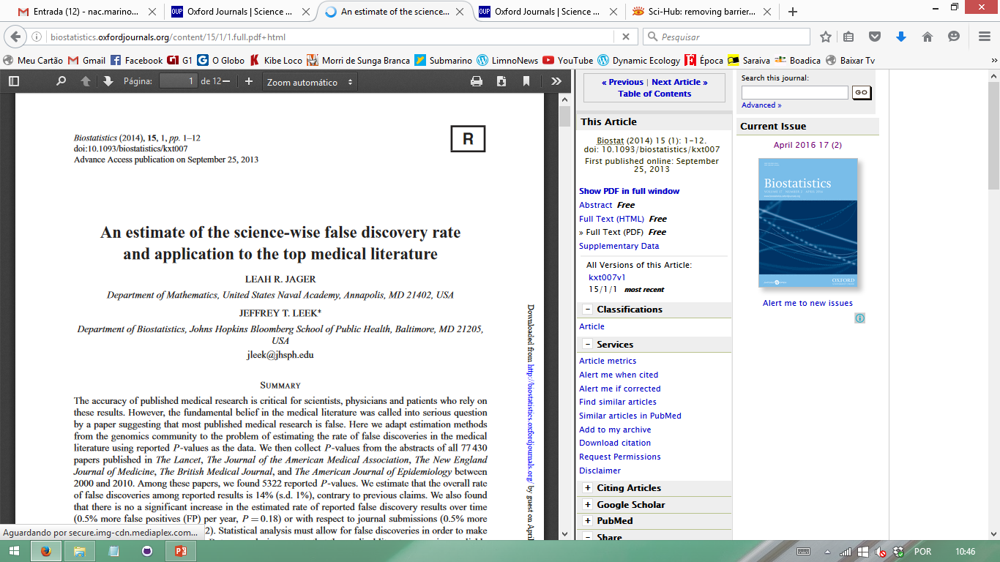 Entrada (12) - nac.marino...
Oxford Journals | Science ...
An estimate of the science...
Oxford Journals | Science ...
Sci-Hub: removing barrier...
biostatistics.oxfordjournals.org/content/15/1/1.full.pdf+html
Pesquisar
Meu Cartão Gmail Facebook G1 O Globo Kibe Loco Morri de Sunga Branca Submarino LimnoNews YouTube Dynamic Ecology Época Saraiva Boadica Baixar Tv
Página: 1 de 12 Zoom automático
Biostatistics (2014), 15, 1, pp. 1–12
doi:10.1093/biostatistics/kxt007
Advance Access publication on September 25, 2013
R
An estimate of the science-wise false discovery rate
and application to the top medical literature
LEAH R. JAGER
Department of Mathematics, United States Naval Academy, Annapolis, MD 21402, USA
JEFFREY T. LEEK*
Department of Biostatistics, Johns Hopkins Bloomberg School of Public Health, Baltimore, MD 21205,
USA
jleek@jhsph.edu
SUMMARY
The accuracy of published medical research is critical for scientists, physicians and patients who rely on
these results. However, the fundamental belief in the medical literature was called into serious question
by a paper suggesting that most published medical research is false. Here we adapt estimation methods
from the genomics community to the problem of estimating the rate of false discoveries in the medical
literature using reported P-values as the data. We then collect P-values from the abstracts of all 77 430
papers published in The Lancet, The Journal of the American Medical Association, The New England
Journal of Medicine, The British Medical Journal, and The American Journal of Epidemiology between
2000 and 2010. Among these papers, we found 5322 reported P-values. We estimate that the overall rate
of false discoveries among reported results is 14% (s.d. 1%), contrary to previous claims. We also found
that there is no a significant increase in the estimated rate of reported false discovery results over time
(0.5% more false positives (FP) per year, P = 0.18) or with respect to journal submissions (0.5% more
2). Statistical analysis must allow for false discoveries in order to make
Downloaded from http://biostatistics.oxfordjournals.org/ by guest on April
Aguardando por secure.img-cdn.mediaplex.com...
« Previous | Next Article »
Table of Contents
This Article
Biostat (2014) 15 (1): 1-12.
doi: 10.1093/biostatistics/kxt007
First published online: September
25, 2013
Show PDF in full window
Abstract Free
Full Text (HTML) Free
» Full Text (PDF) Free
Supplementary Data
All Versions of this Article:
kxt007v1
15/1/1 most recent
Classifications
Article
Services
Article metrics
Alert me when cited
Alert me if corrected
Find similar articles
Similar articles in PubMed
Add to my archive
Download citation
Request Permissions
Disclaimer
Citing Articles
Google Scholar
PubMed
Share
Search this journal:
GO
Advanced »
Current Issue
April 2016 17 (2)
Biostatistics
OXFORD
Alert me to new issues
POR
10:46